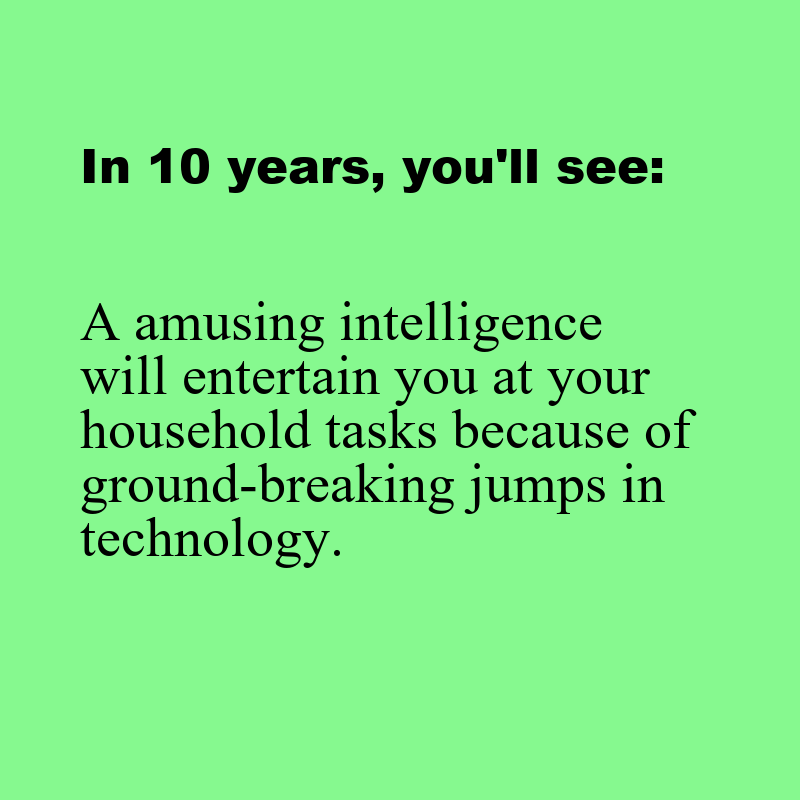 In 10 years, you'll see:
A amusing intelligence
will entertain you at your
household tasks because of
ground-breaking jumps in
technology.